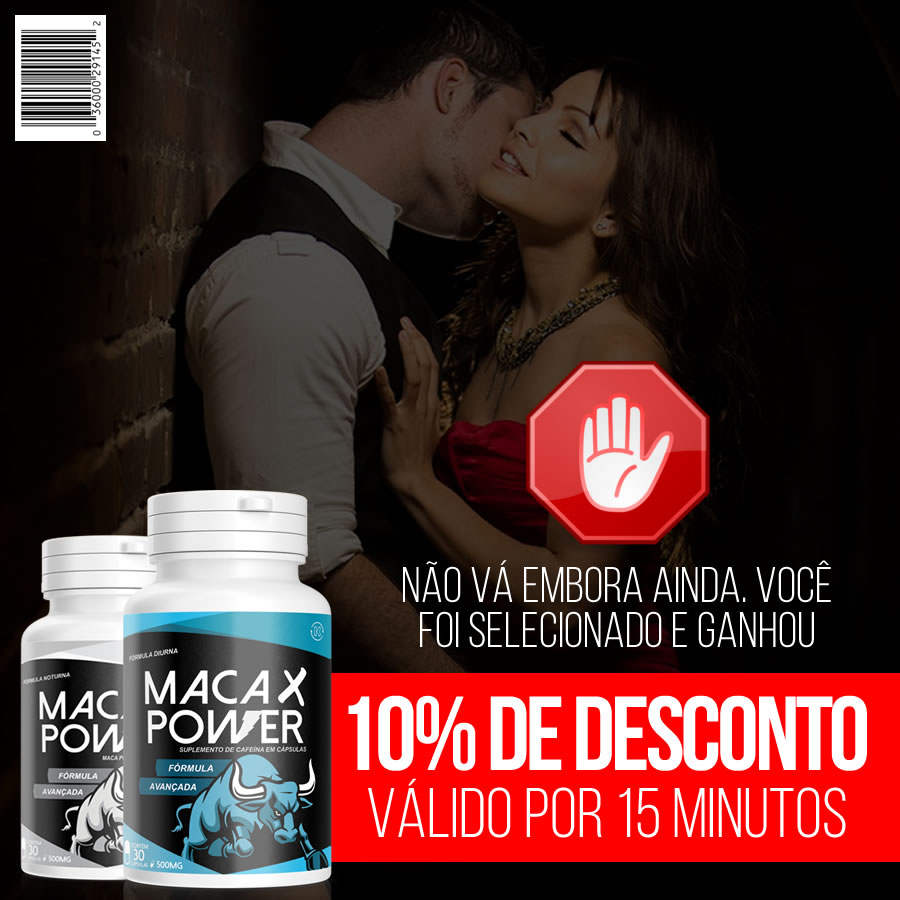 0 36000 29145 2
NÃO VÁ EMBORA AINDA. VOCÊ
FOI SELECIONADO E GANHOU
10% DE DESCONTO
VÁLIDO POR 15 MINUTOS
FÓRMULA NOTURNA
MACA
POW
FÓRMULA
AVANÇADA
30
500MG
FÓRMULA DIURNA
MACA X
POWER
SUPLEMENTO DE CAFEÍNA EM CÁPSULAS
FÓRMULA
AVANÇADA
CONTÉM
30
CÁPSULAS
500MG